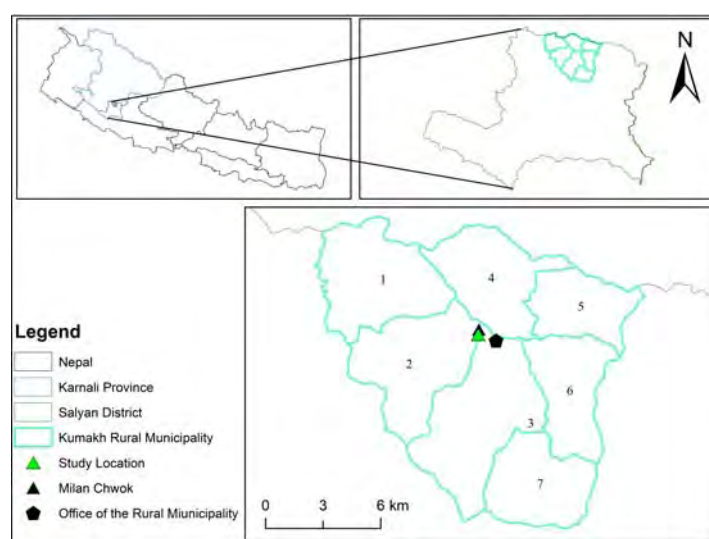 N
1
4
5
2
6
3
7
Legend
Nepal
Karnali Province
Salyan District
Kumakh Rural Municipality
Study Location
Milan Chwok
Office of the Rural Miunicipality
0 3 6 km